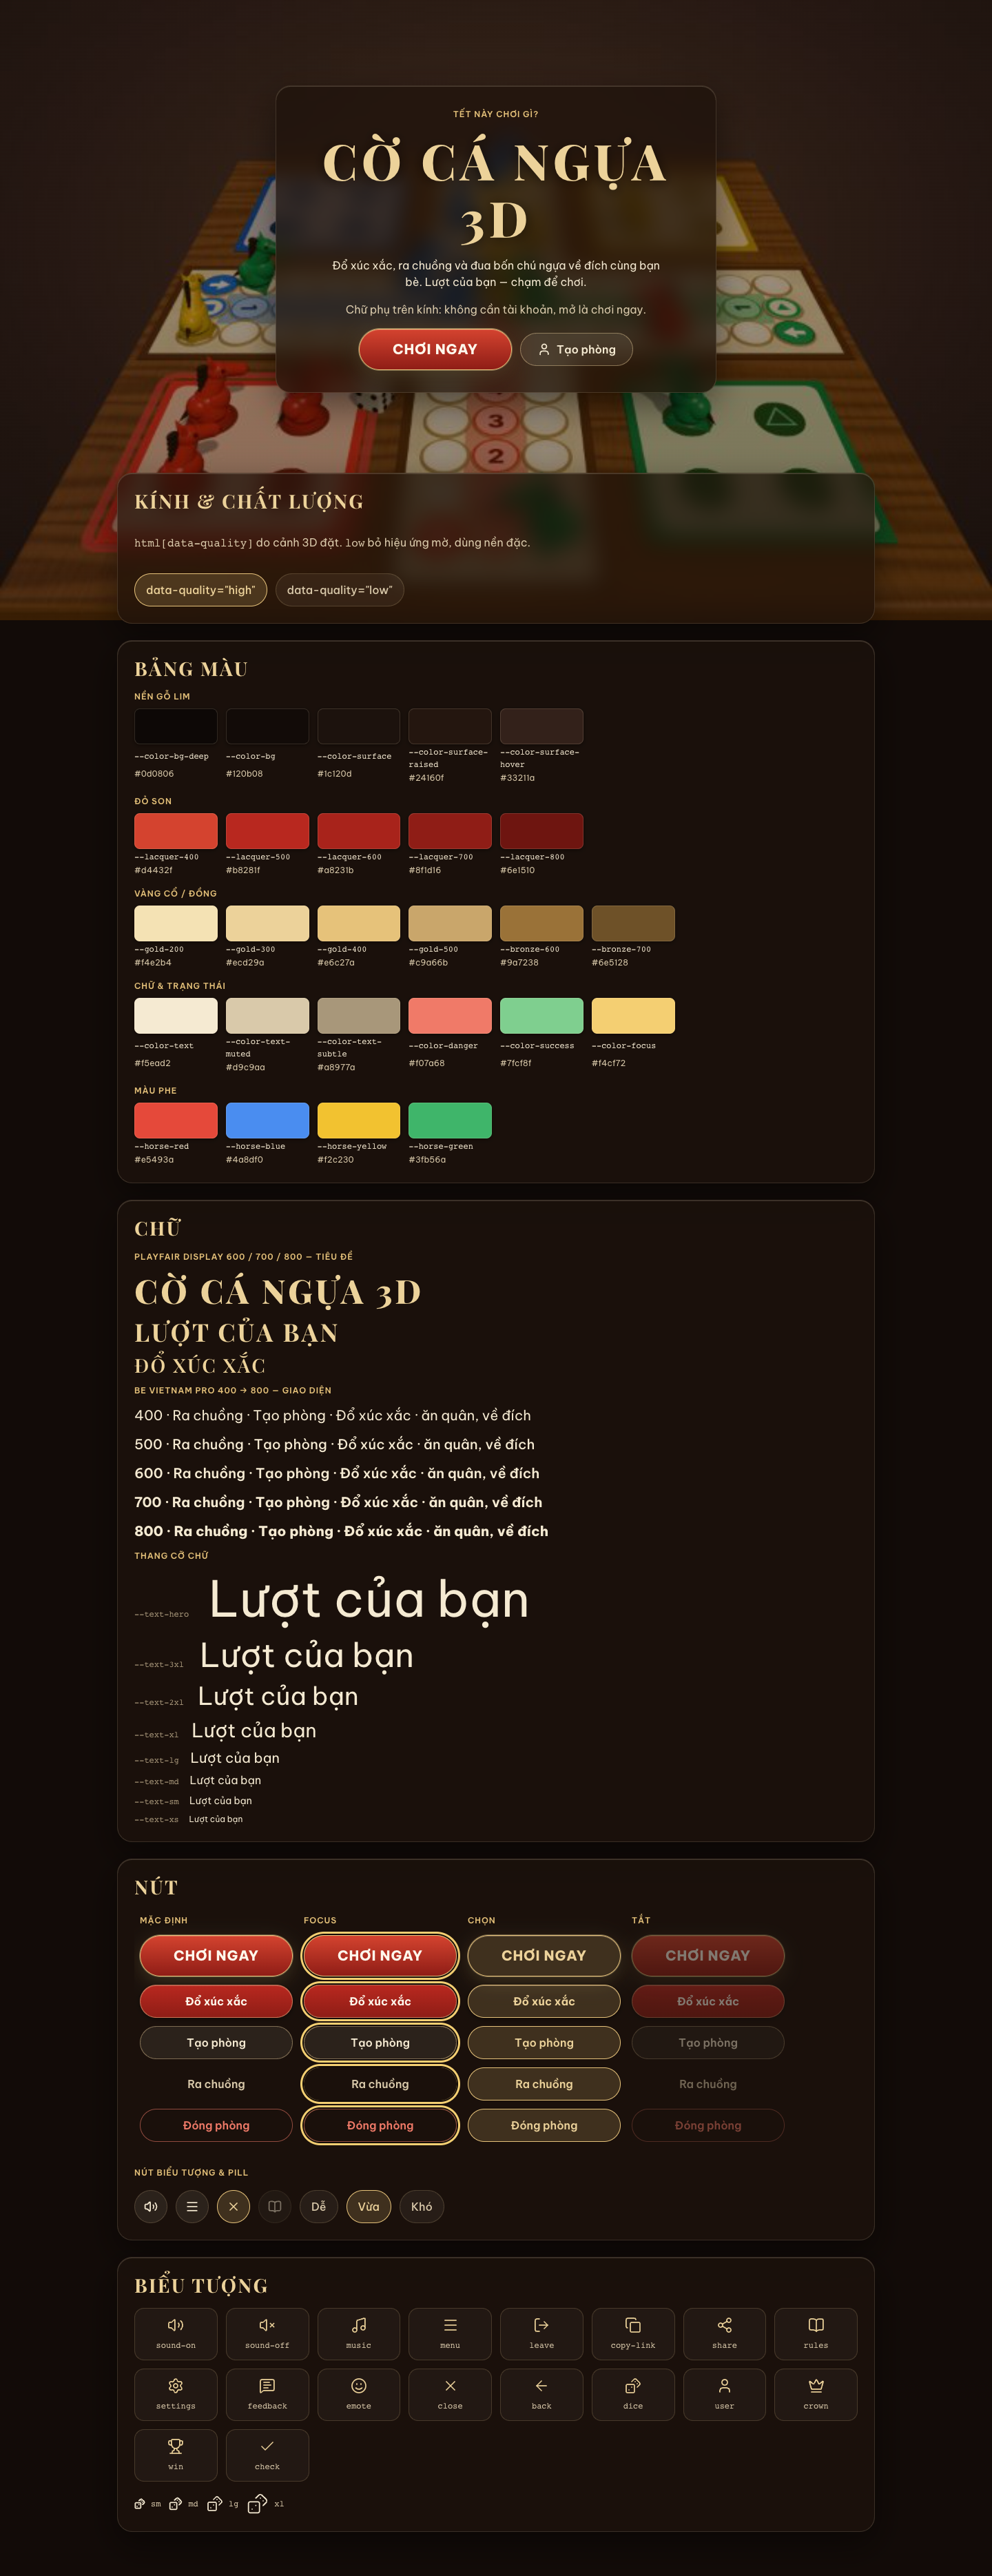 TẾT NÀY CHƠI GÌ?
CỜ CÁ NGỰA
3D
Đổ xúc xắc, ra chuồng và đua bốn chú ngựa về đích cùng bạn
bè. Lượt của bạn — chạm để chơi.
Chữ phụ trên kính: không cần tài khoản, mở là chơi ngay.
CHƠI NGAY
Tạo phòng
3
2
KÍNH & CHẤT LƯỢNG
html[data-quality] do cảnh 3D đặt. low bỏ hiệu ứng mờ, dùng nền đặc.
data-quality="high" data-quality="low"
BẢNG MÀU
NỀN GỖ LIM
--color-bg-deep --color-bg --color-surface --color-surface-raised --color-surface-hover
#0d0806 #120b08 #1c120d #24160f #33211a
ĐỎ SON
--lacquer-400 --lacquer-500 --lacquer-600 --lacquer-700 --lacquer-800
#d4432f #b8281f #a8231b #8f1d16 #6e1510
VÀNG CỔ / ĐỒNG
--gold-200 --gold-300 --gold-400 --gold-500 --bronze-600 --bronze-700
#f4e2b4 #ecd29a #e6c27a #c9a66b #9a7238 #6e5128
CHỮ & TRẠNG THÁI
--color-text --color-text-muted --color-text-subtle --color-danger --color-success --color-focus
#f5ead2 #d9c9aa #a8977a #f07a68 #7fcf8f #f4cf72
MÀU PHE
--horse-red --horse-blue --horse-yellow --horse-green
#e5493a #4a8df0 #f2c230 #3fb56a
CHỮ
PLAYFAIR DISPLAY 600 / 700 / 800 — TIÊU ĐỀ
CỜ CÁ NGỰA 3D
LƯỢT CỦA BẠN
ĐỔ XÚC XẮC
BE VIETNAM PRO 400 → 800 — GIAO DIỆN
400 · Ra chuồng · Tạo phòng · Đổ xúc xắc · ăn quân, về đích
500 · Ra chuồng · Tạo phòng · Đổ xúc xắc · ăn quân, về đích
600 · Ra chuồng · Tạo phòng · Đổ xúc xắc · ăn quân, về đích
700 · Ra chuồng · Tạo phòng · Đổ xúc xắc · ăn quân, về đích
800 · Ra chuồng · Tạo phòng · Đổ xúc xắc · ăn quân, về đích
THANG CỠ CHỮ
--text-hero Lượt của bạn
--text-3xl Lượt của bạn
--text-2xl Lượt của bạn
--text-xl Lượt của bạn
--text-lg Lượt của bạn
--text-md Lượt của bạn
--text-sm Lượt của bạn
--text-xs Lượt của bạn
NÚT
MẶC ĐỊNH FOCUS CHỌN TẮT
CHƠI NGAY CHƠI NGAY CHƠI NGAY CHƠI NGAY
Đổ xúc xắc Đổ xúc xắc Đổ xúc xắc Đổ xúc xắc
Tạo phòng Tạo phòng Tạo phòng Tạo phòng
Ra chuồng Ra chuồng Ra chuồng Ra chuồng
Đóng phòng Đóng phòng Đóng phòng Đóng phòng
NÚT BIỂU TƯỢNG & PILL
Dễ Vừa Khó
BIỂU TƯỢNG
sound-on sound-off music menu leave copy-link share rules
settings feedback emote close back dice user crown
win check
sm md lg xl